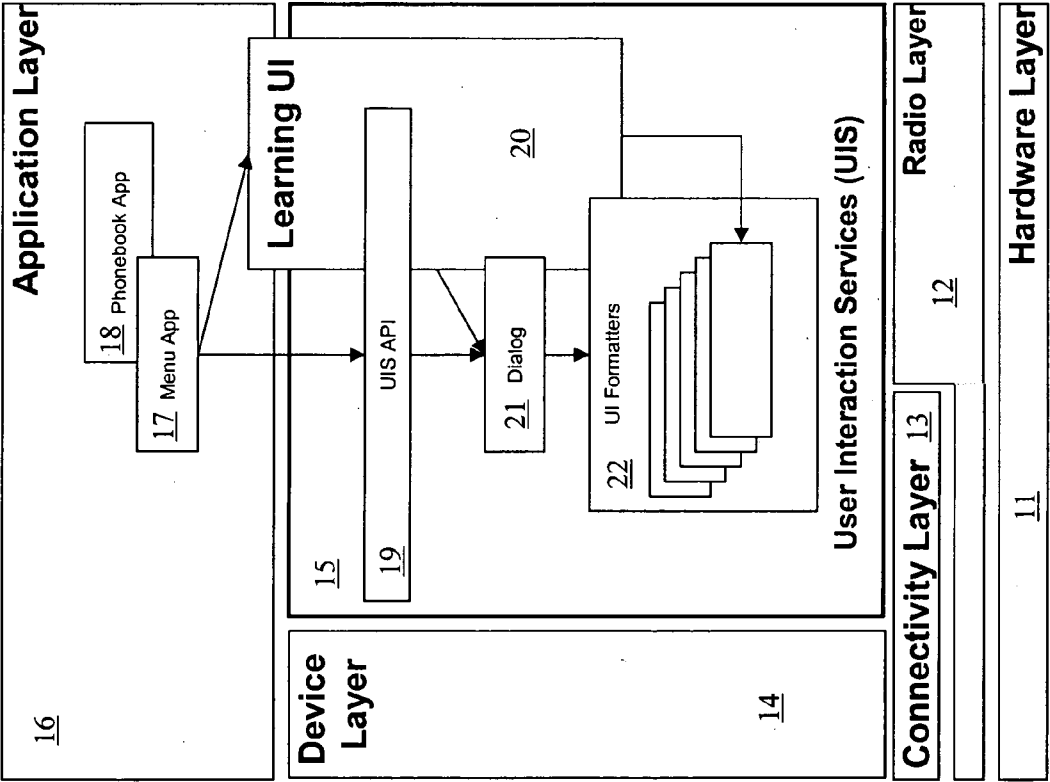 Application Layer
16
18 Phonebook App
17 Menu App
Learning UI
Device
Layer
15
19
UIS API
20
21 Dialog
UI Formatters
22
14
User Interaction Services (UIS)
Connectivity Layer 13
Radio Layer
12
11
Hardware Layer